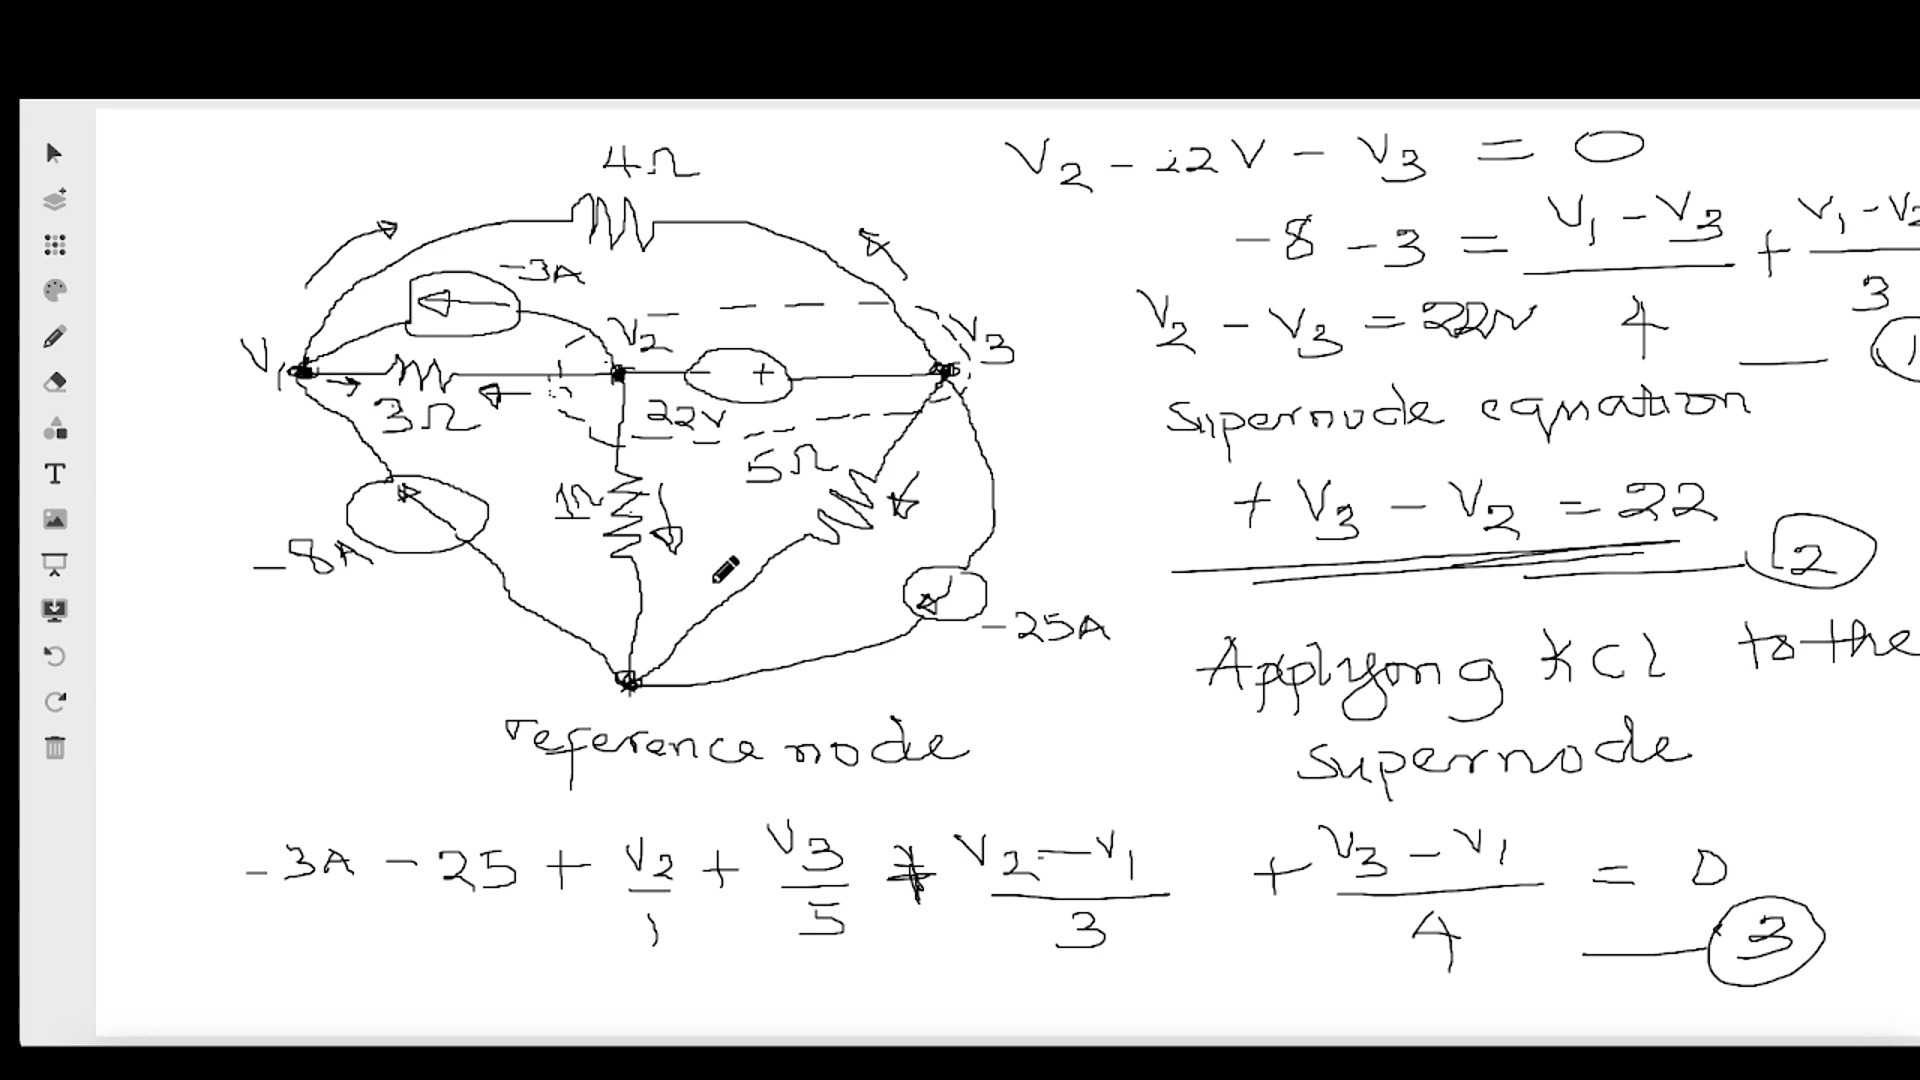 4Ω
-3A
V1
V2
V3
3Ω
22V
1Ω
5Ω
-8A
-25A
reference node
V2 - 22V - V3 = 0
-8 - 3 = (V1 - V3)/4 + (V1 - V2)/3 — 1
V2 - V3 = 22V
supernode equation
+ V3 - V2 = 22 — 2
Applyong KCl to the
supernode
-3A - 25 + V2/1 + V3/5 + (V2 - V1)/3 + (V3 - V1)/4 = 0 — 3
T